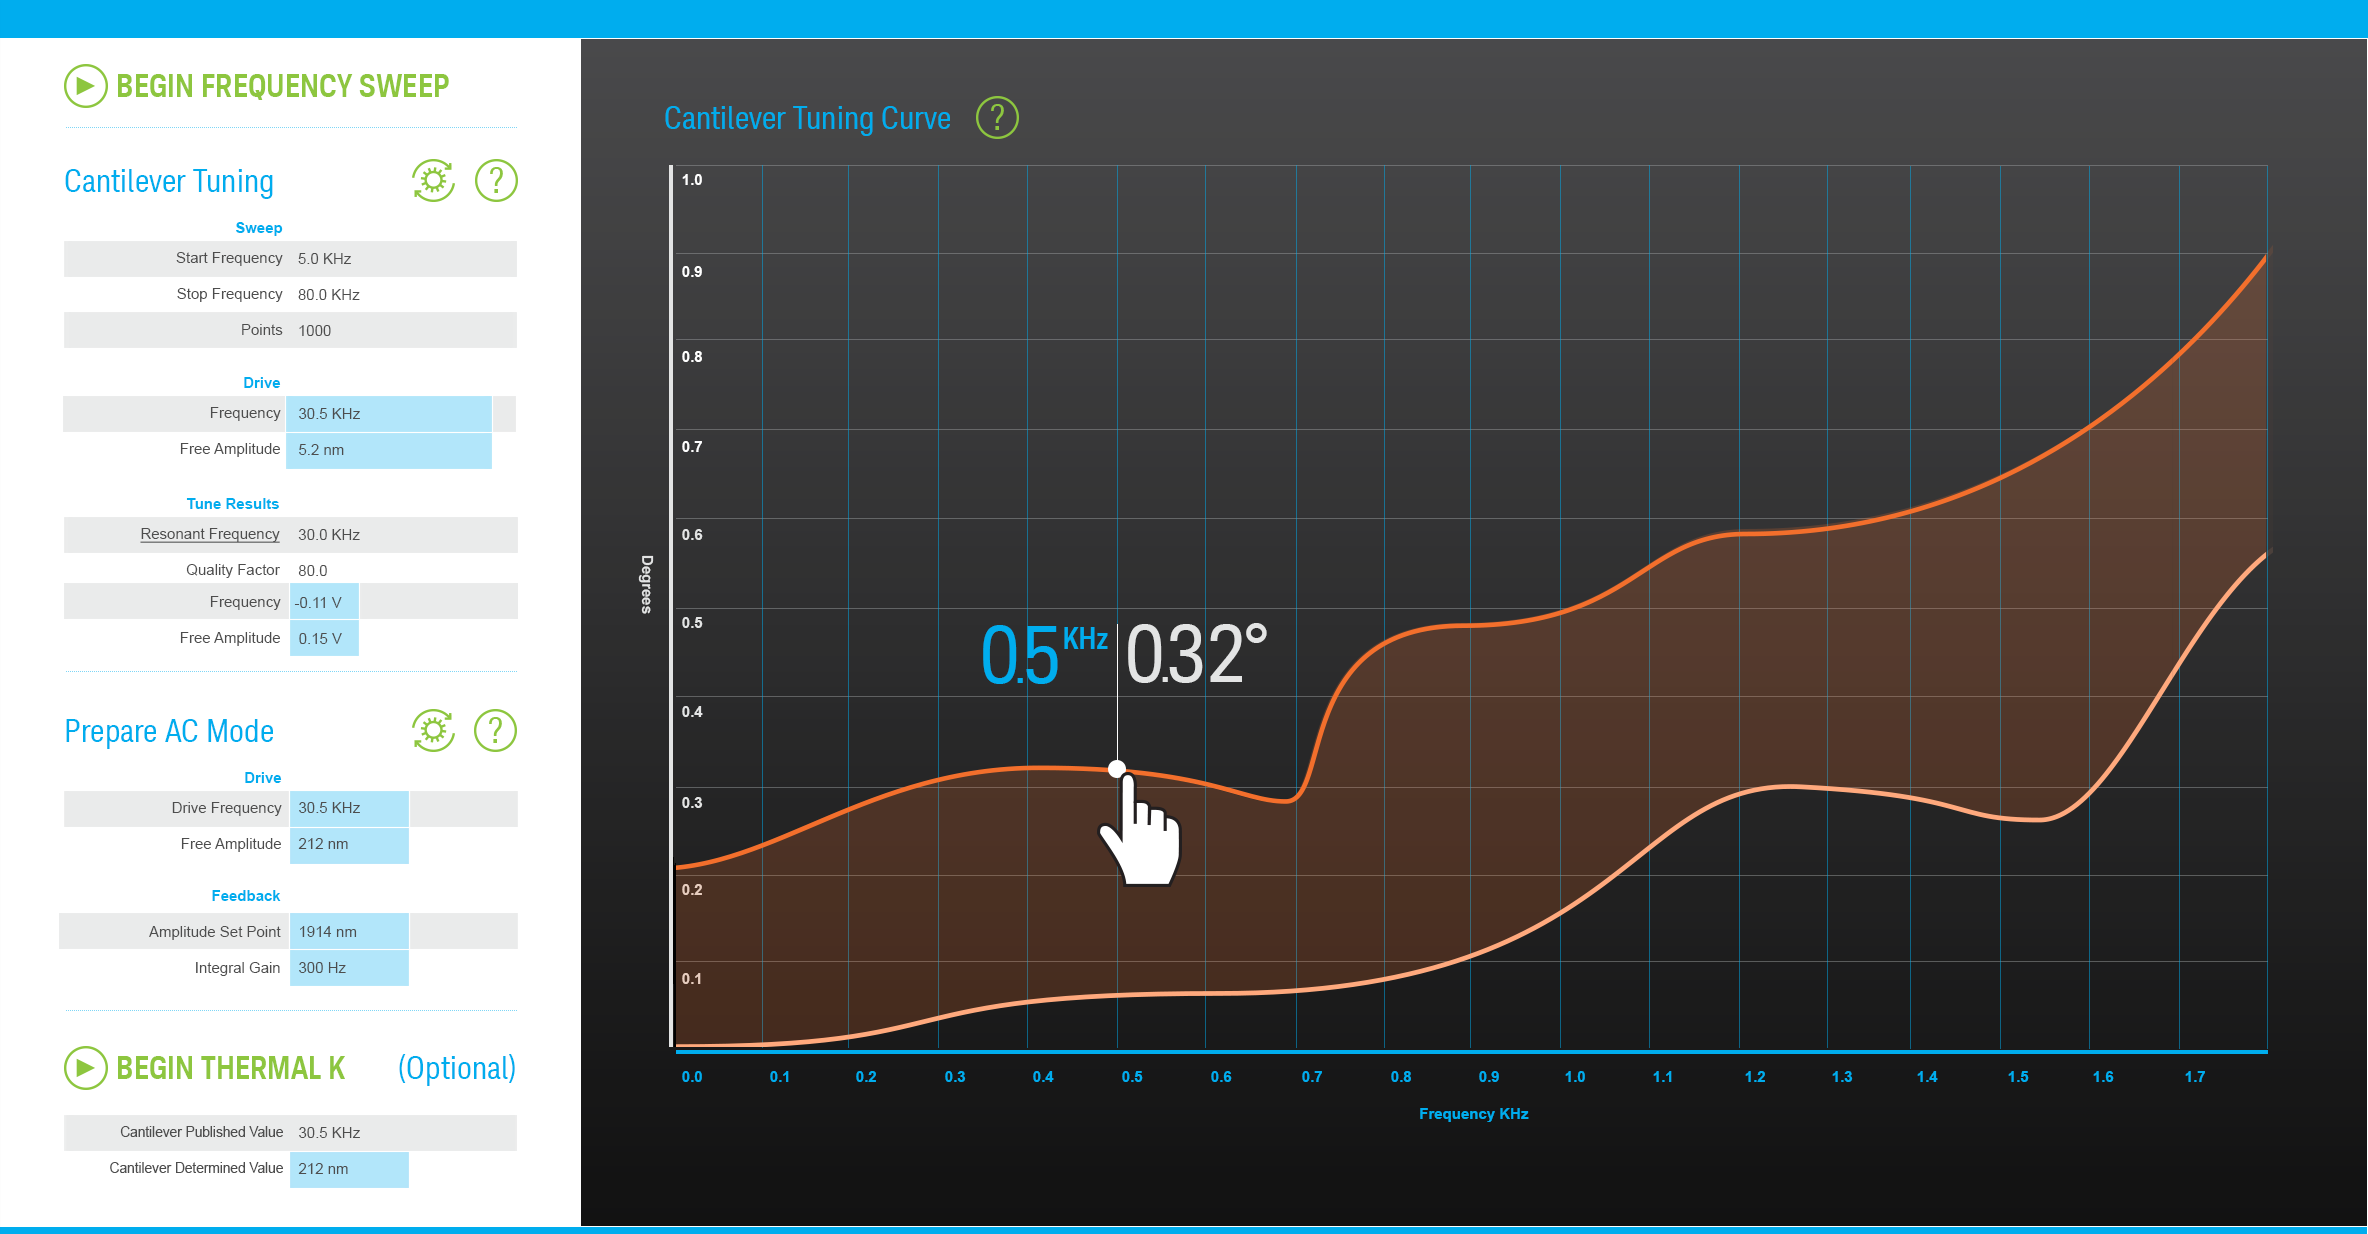 BEGIN FREQUENCY SWEEP
Cantilever Tuning
?
Sweep
Start Frequency 5.0 KHz
Stop Frequency 80.0 KHz
Points 1000
Drive
Frequency 30.5 KHz
Free Amplitude 5.2 nm
Tune Results
Resonant Frequency 30.0 KHz
Quality Factor 80.0
Frequency -0.11 V
Free Amplitude 0.15 V
Prepare AC Mode
?
Drive
Drive Frequency 30.5 KHz
Free Amplitude 212 nm
Feedback
Amplitude Set Point 1914 nm
Integral Gain 300 Hz
BEGIN THERMAL K (Optional)
Cantilever Published Value 30.5 KHz
Cantilever Determined Value 212 nm
Cantilever Tuning Curve
?
1.0
0.9
0.8
0.7
0.6
0.5
0.4
0.3
0.2
0.1
Degrees
0.5 KHz 0.32°
0.0 0.1 0.2 0.3 0.4 0.5 0.6 0.7 0.8 0.9 1.0 1.1 1.2 1.3 1.4 1.5 1.6 1.7
Frequency KHz